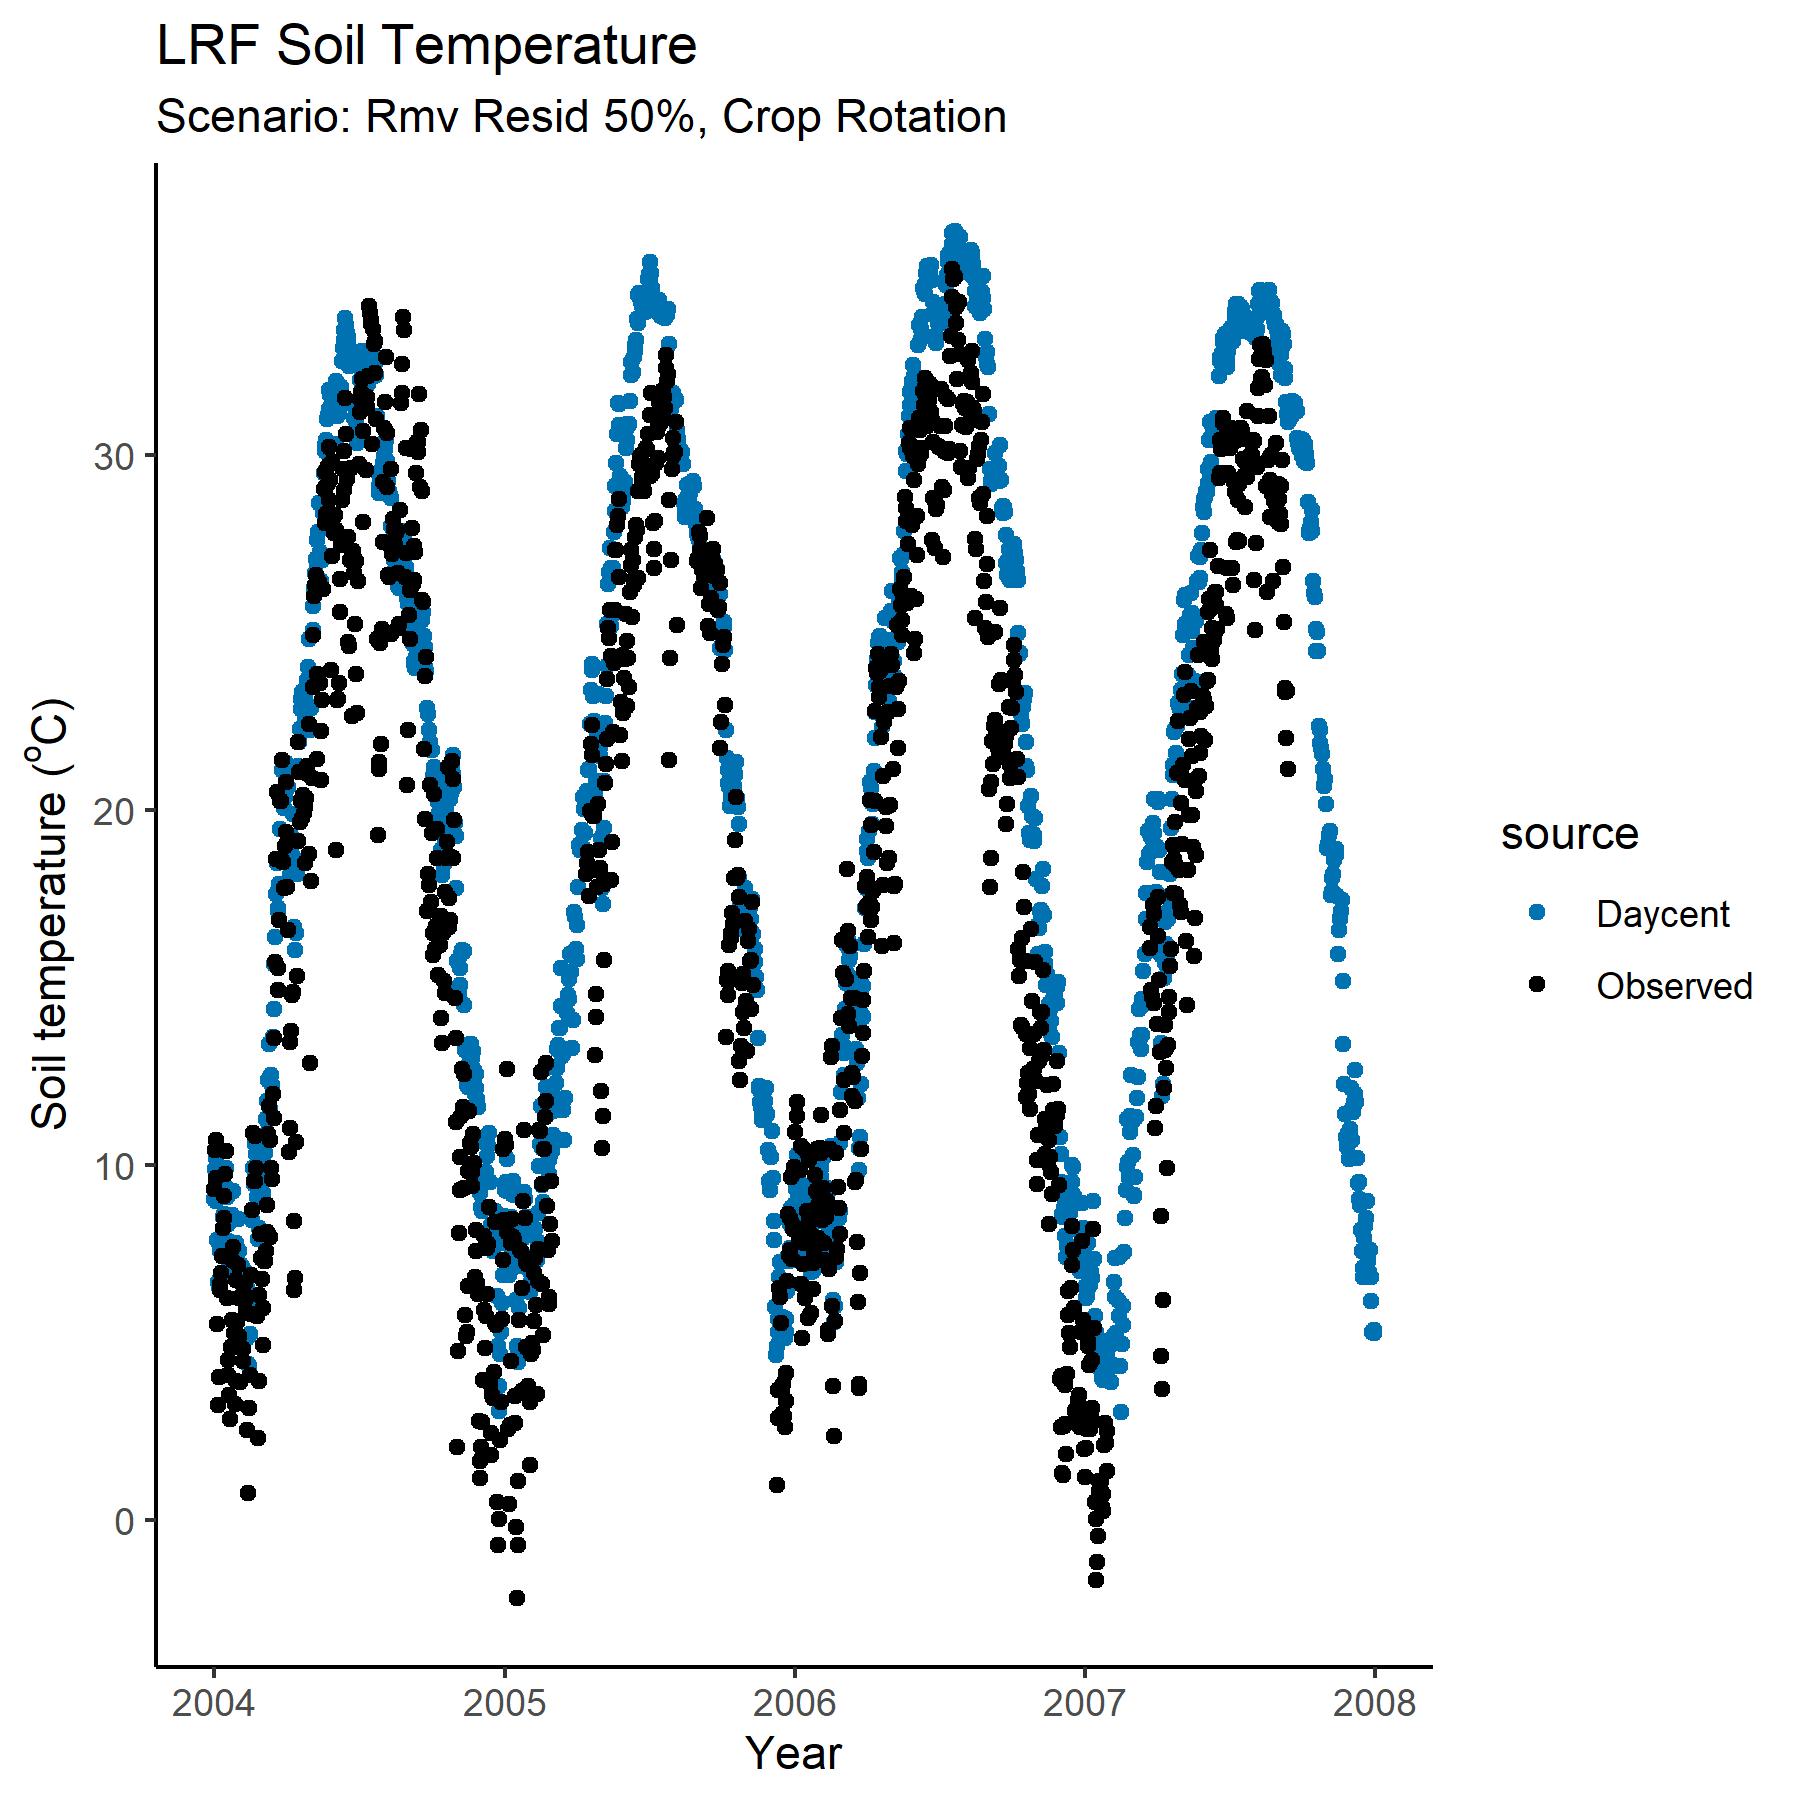 LRF Soil Temperature
Scenario: Rmv Resid 50%, Crop Rotation
Soil temperature (°C)
30
20
10
0
2004 2005 2006 2007 2008
Year
source
Daycent
Observed